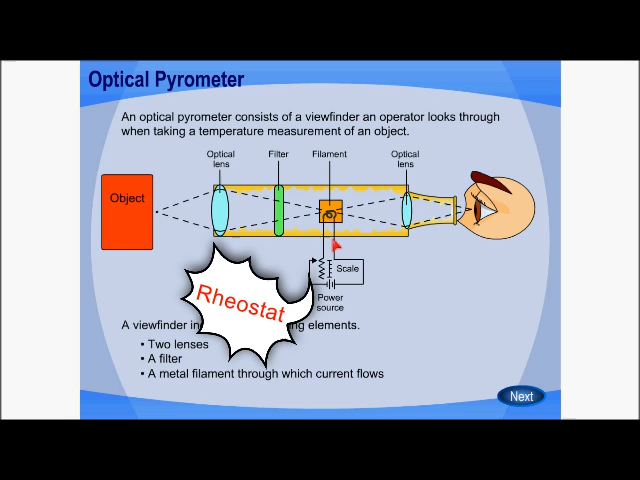 Optical Pyrometer
An optical pyrometer consists of a viewfinder an operator looks through
when taking a temperature measurement of an object.
Optical
lens
Filter
Filament
Optical
lens
Object
Scale
Power
source
Rheostat
A viewfinder in ng elements.
• Two lenses
• A filter
• A metal filament through which current flows
Next